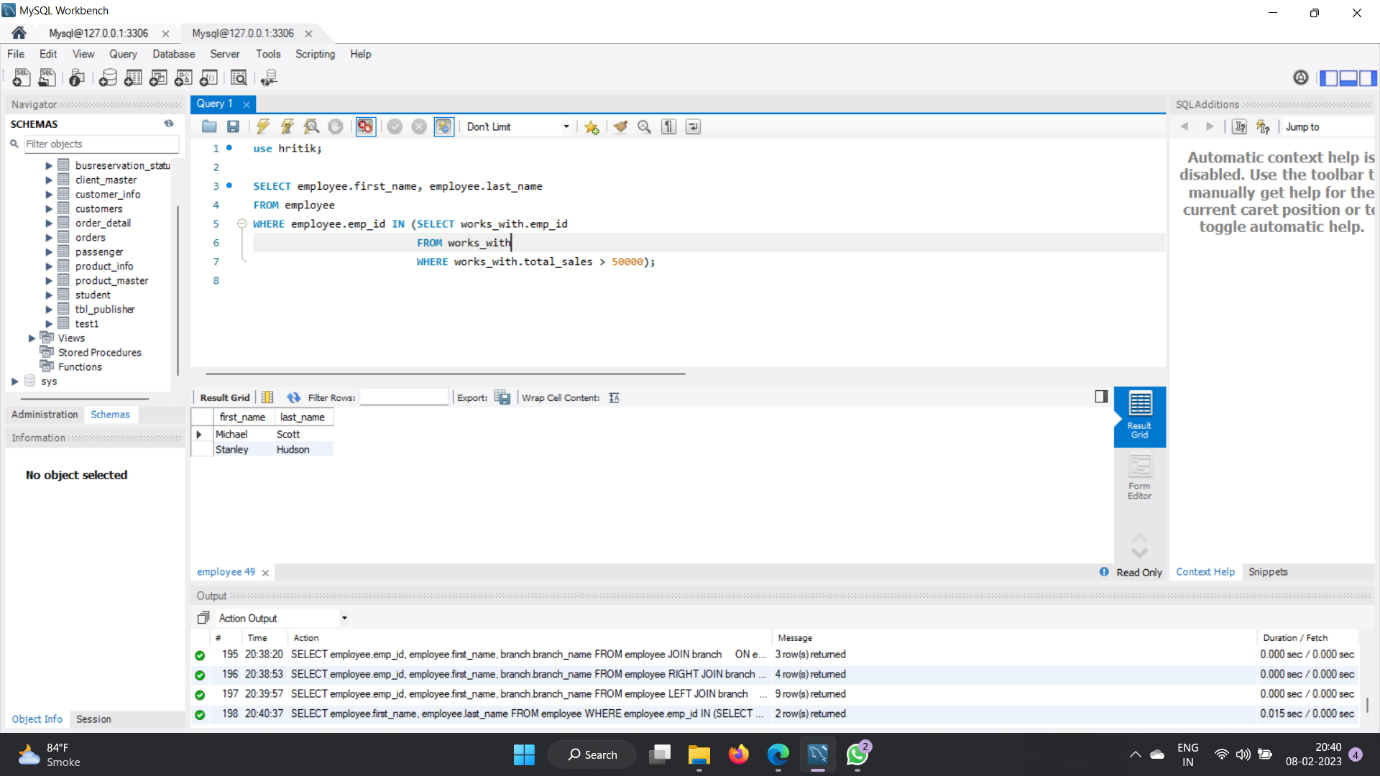 MySQL Workbench
Mysql@127.0.0.1:3306 Mysql@127.0.0.1:3306
File Edit View Query Database Server Tools Scripting Help
Navigator
SCHEMAS
Filter objects
busreservation_statu
client_master
customer_info
customers
order_detail
orders
passenger
product_info
product_master
student
tbl_publisher
test1
Views
Stored Procedures
Functions
sys
Administration Schemas
Information
No object selected
Object Info Session
Query 1
Don't Limit
1 use hritik;
2
3 SELECT employee.first_name, employee.last_name
4 FROM employee
5 WHERE employee.emp_id IN (SELECT works_with.emp_id
6 FROM works_with
7 WHERE works_with.total_sales > 50000);
8
Result Grid Filter Rows: Export: Wrap Cell Content:
first_name last_name
Michael Scott
Stanley Hudson
Result Grid
Form Editor
employee 49
Read Only
SQLAdditions
Jump to
Automatic context help is
disabled. Use the toolbar t
manually get help for the
current caret position or to
toggle automatic help.
Context Help Snippets
Output
Action Output
# Time Action Message Duration / Fetch
195 20:38:20 SELECT employee.emp_id, employee.first_name, branch.branch_name FROM employee JOIN branch ON e... 3 row(s) returned 0.000 sec / 0.000 sec
196 20:38:53 SELECT employee.emp_id, employee.first_name, branch.branch_name FROM employee RIGHT JOIN branch ... 4 row(s) returned 0.000 sec / 0.000 sec
197 20:39:57 SELECT employee.emp_id, employee.first_name, branch.branch_name FROM employee LEFT JOIN branch ... 9 row(s) returned 0.000 sec / 0.000 sec
198 20:40:37 SELECT employee.first_name, employee.last_name FROM employee WHERE employee.emp_id IN (SELECT ... 2 row(s) returned 0.015 sec / 0.000 sec
84°F
Smoke
Search
2
ENG
IN
20:40
08-02-2023
4